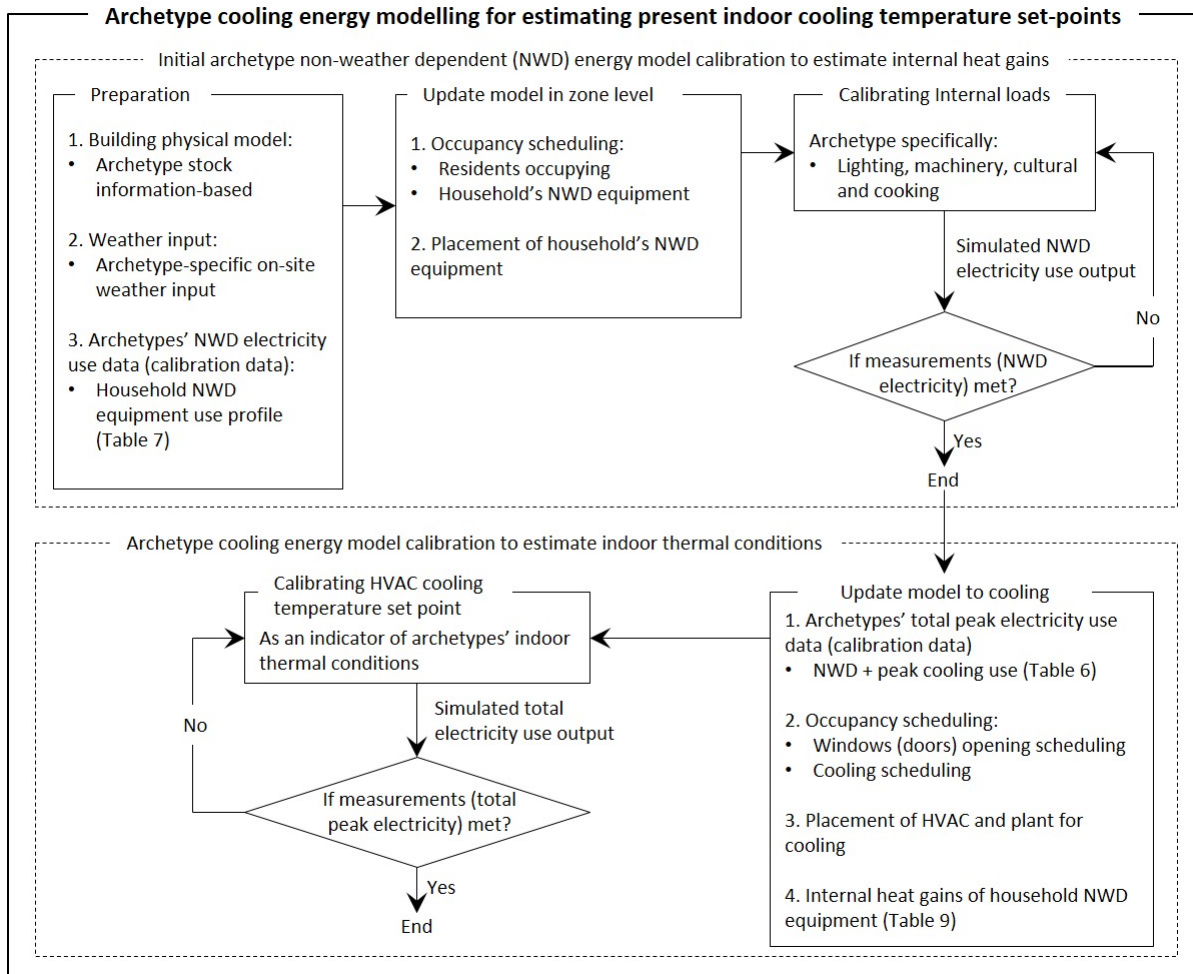 Archetype cooling energy modelling for estimating present indoor cooling temperature set-points
Initial archetype non-weather dependent (NWD) energy model calibration to estimate internal heat gains
Preparation
1. Building physical model:
• Archetype stock
information-based
2. Weather input:
• Archetype-specific on-site
weather input
3. Archetypes’ NWD electricity
use data (calibration data):
• Household NWD
equipment use profile
(Table 7)
Update model in zone level
1. Occupancy scheduling:
• Residents occupying
• Household’s NWD equipment
2. Placement of household’s NWD
equipment
Calibrating Internal loads
Archetype specifically:
• Lighting, machinery, cultural
and cooking
Simulated NWD
electricity use output
No
If measurements (NWD
electricity) met?
Yes
End
Archetype cooling energy model calibration to estimate indoor thermal conditions
Update model to cooling
1. Archetypes’ total peak electricity use
data (calibration data)
• NWD + peak cooling use (Table 6)
2. Occupancy scheduling:
• Windows (doors) opening scheduling
• Cooling scheduling
3. Placement of HVAC and plant for
cooling
4. Internal heat gains of household NWD
equipment (Table 9)
Calibrating HVAC cooling
temperature set point
As an indicator of archetypes’ indoor
thermal conditions
Simulated total
electricity use output
No
If measurements (total
peak electricity) met?
Yes
End